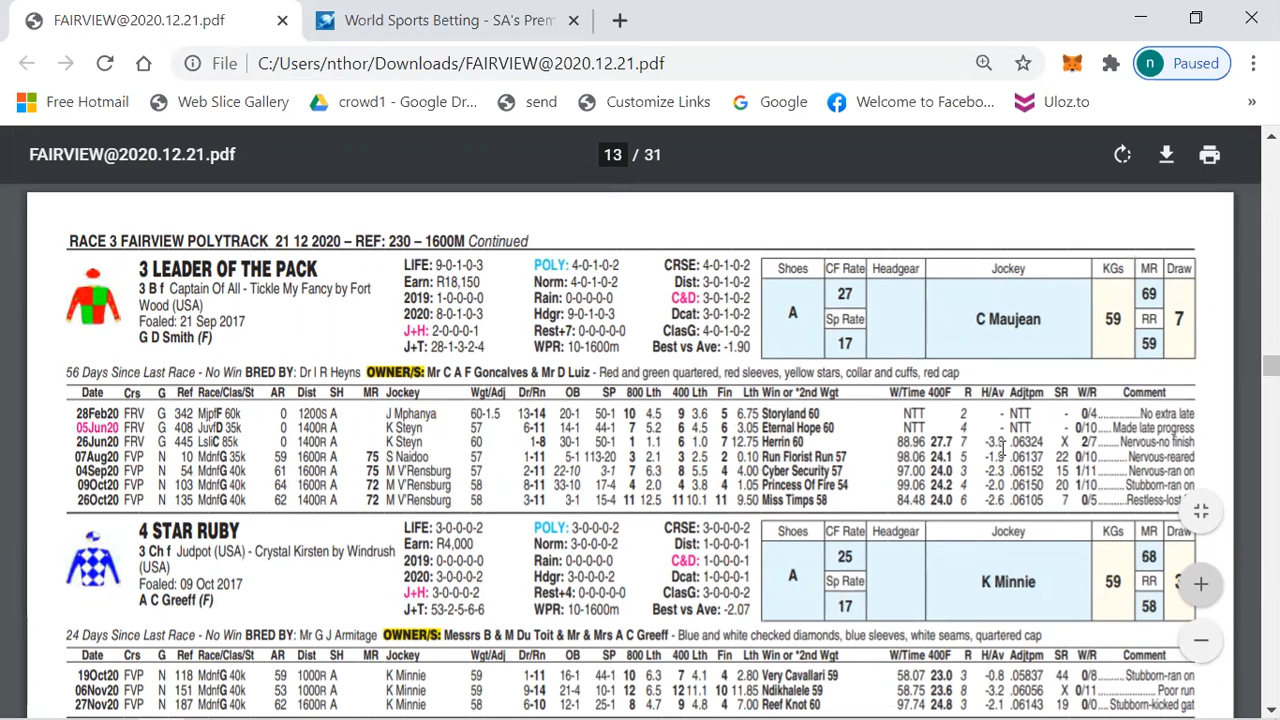 FAIRVIEW@2020.12.21.pdf
World Sports Betting - SA's Prem
File C:/Users/nthor/Downloads/FAIRVIEW@2020.12.21.pdf
n Paused
Free Hotmail Web Slice Gallery crowd1 - Google Dr... send Customize Links Google Welcome to Facebo... Uloz.to »
FAIRVIEW@2020.12.21.pdf 13 / 31
RACE 3 FAIRVIEW POLYTRACK 21 12 2020 – REF: 230 – 1600M Continued
3 LEADER OF THE PACK
3 B f Captain Of All - Tickle My Fancy by Fort
Wood (USA)
Foaled: 21 Sep 2017
G D Smith (F)
LIFE: 9-0-1-0-3 POLY: 4-0-1-0-2 CRSE: 4-0-1-0-2
Earn: R18,150 Norm: 4-0-1-0-2 Dist: 3-0-1-0-2
2019: 1-0-0-0-0 Rain: 0-0-0-0-0 C&D: 3-0-1-0-2
2020: 8-0-1-0-3 Hdgr: 9-0-1-0-3 Dcat: 3-0-1-0-2
J+H: 2-0-0-0-1 Rest+7: 0-0-0-0-0 ClasG: 4-0-1-0-2
J+T: 28-1-3-2-4 WPR: 10-1600m Best vs Ave: -1.90
Shoes CF Rate Headgear Jockey KGs MR Draw
A 27 Sp Rate 17 C Maujean 59 69 RR 59 7
56 Days Since Last Race - No Win BRED BY: Dr I R Heyns OWNER/S: Mr C A F Goncalves & Mr D Luiz - Red and green quartered, red sleeves, yellow stars, collar and cuffs, red cap
Date Crs G Ref Race/Clas/St AR Dist SH MR Jockey Wgt/Adj Dr/Rn OB SP 800 Lth 400 Lth Fin Lth Win or *2nd Wgt W/Time 400F R H/Av Adjtpm SR W/R Comment
28Feb20 FRV G 342 MjpfF 60k 0 1200S A J Mphanya 60-1.5 13-14 20-1 50-1 10 4.5 9 3.6 5 6.75 Storyland 60 NTT 2 - NTT - 0/4 No extra late
05Jun20 FRV G 408 JuvfD 35k 0 1400R A K Steyn 57 6-11 14-1 44-1 7 5.2 6 4.5 4 3.05 Eternal Hope 60 NTT 4 - NTT - 0/10 Made late progress
26Jun20 FRV G 445 LsliC 85k 0 1600R A K Steyn 60 1-8 30-1 50-1 1 1.1 6 1.0 7 12.75 Herrin 60 88.96 27.7 7 -3.9 .06324 X 2/7 Nervous-no finish
07Aug20 FVP N 10 MdnfG 35k 59 1600R A 75 S Naidoo 57 1-11 5-1 113-20 3 2.1 3 2.5 2 0.10 Run Florist Run 57 98.06 24.1 5 -1.9 .06137 22 0/10 Nervous-reared
04Sep20 FVP N 54 MdnfG 40k 61 1600R A 75 M V'Rensburg 57 2-11 22-10 3-1 7 6.3 8 5.5 4 4.00 Cyber Security 57 97.00 24.0 3 -2.3 .06152 15 1/11 Nervous-ran on
09Oct20 FVP N 105 MdnfG 40k 64 1600R A 72 M V'Rensburg 58 8-11 33-10 17-4 4 2.0 4 3.8 4 1.05 Princess Of Fire 54 99.06 24.2 4 -2.0 .06150 20 1/10 Stubborn-ran on
26Oct20 FVP N 135 MdnfG 40k 62 1400R A 72 M V'Rensburg 58 3-11 3-1 15-4 11 12.5 11 10.1 11 9.50 Miss Timps 58 84.48 24.0 6 -2.6 .06105 7 0/5 Restless-lost
4 STAR RUBY
3 Ch f Judpot (USA) - Crystal Kirsten by Windrush
(USA)
Foaled: 09 Oct 2017
A C Greeff (F)
LIFE: 3-0-0-0-2 POLY: 3-0-0-0-2 CRSE: 3-0-0-0-2
Earn: R4,000 Norm: 3-0-0-0-2 Dist: 1-0-0-0-1
2019: 0-0-0-0-0 Rain: 0-0-0-0-0 C&D: 1-0-0-0-1
2020: 3-0-0-0-2 Hdgr: 3-0-0-0-2 Dcat: 1-0-0-0-1
J+H: 3-0-0-0-2 Rest+4: 0-0-0-0-0 ClasG: 3-0-0-0-2
J+T: 53-2-5-6-6 WPR: 10-1600m Best vs Ave: -2.07
Shoes CF Rate Headgear Jockey KGs MR Draw
A 25 Sp Rate 17 K Minnie 59 68 RR 58
24 Days Since Last Race - No Win BRED BY: Mr G J Armitage OWNER/S: Messrs B & M Du Toit & Mr & Mrs A C Greeff - Blue and white checked diamonds, blue sleeves, white seams, quartered cap
Date Crs G Ref Race/Clas/St AR Dist SH MR Jockey Wgt/Adj Dr/Rn OB SP 800 Lth 400 Lth Fin Lth Win or *2nd Wgt W/Time 400F R H/Av Adjtpm SR W/R Comment
19Oct20 FVP N 118 MdnfG 40k 59 1000R A K Minnie 59 1-11 16-1 44-1 10 6.3 7 4.1 4 2.80 Very Cavallari 59 58.07 23.0 3 -0.8 .05837 44 0/8 Stubborn-ran on
06Nov20 FVP N 151 MdnfG 40k 53 1000R A K Minnie 59 9-14 21-4 10-1 12 6.5 12 11.1 10 11.85 Ndikhalele 59 58.75 23.6 8 -3.2 .06056 X 0/11 Poor run
27Nov20 FVP N 187 MdnfG 40k 62 1600R A K Minnie 59 6-10 12-1 25-1 8 4.7 9 4.8 4 7.00 Reef Knot 60 97.74 24.8 3 -2.1 .06143 19 0/0 Stubborn-kicked gat